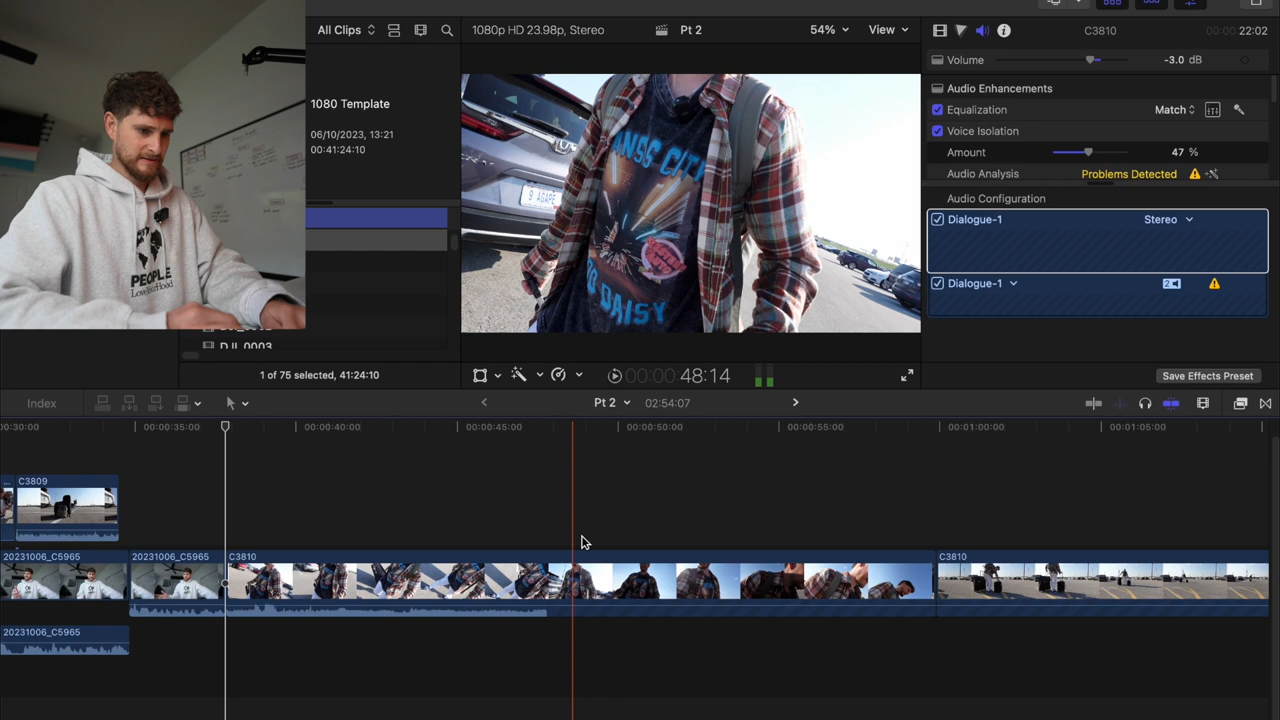 All Clips
1080p HD 23.98p, Stereo
Pt 2
54%
View
C3810
00:00 22:02
Volume
-3.0 dB
1080 Template
06/10/2023, 13:21
00:41:24:10
Audio Enhancements
Equalization
Match
Voice Isolation
Amount
47 %
Audio Analysis
Problems Detected
Audio Configuration
Dialogue-1
Stereo
Dialogue-1
2
PEOPLE
Love YourHood
ANSS CITY
DAISY
DJI_0003
1 of 75 selected, 41:24:10
00:00:48:14
Save Effects Preset
Index
Pt 2
02:54:07
00:30:00
00:00:35:00
00:00:40:00
00:00:45:00
00:00:50:00
00:00:55:00
00:01:00:00
00:01:05:00
... C3809
20231006_C5965
20231006_C5965
C3810
C3810
20231006_C5965